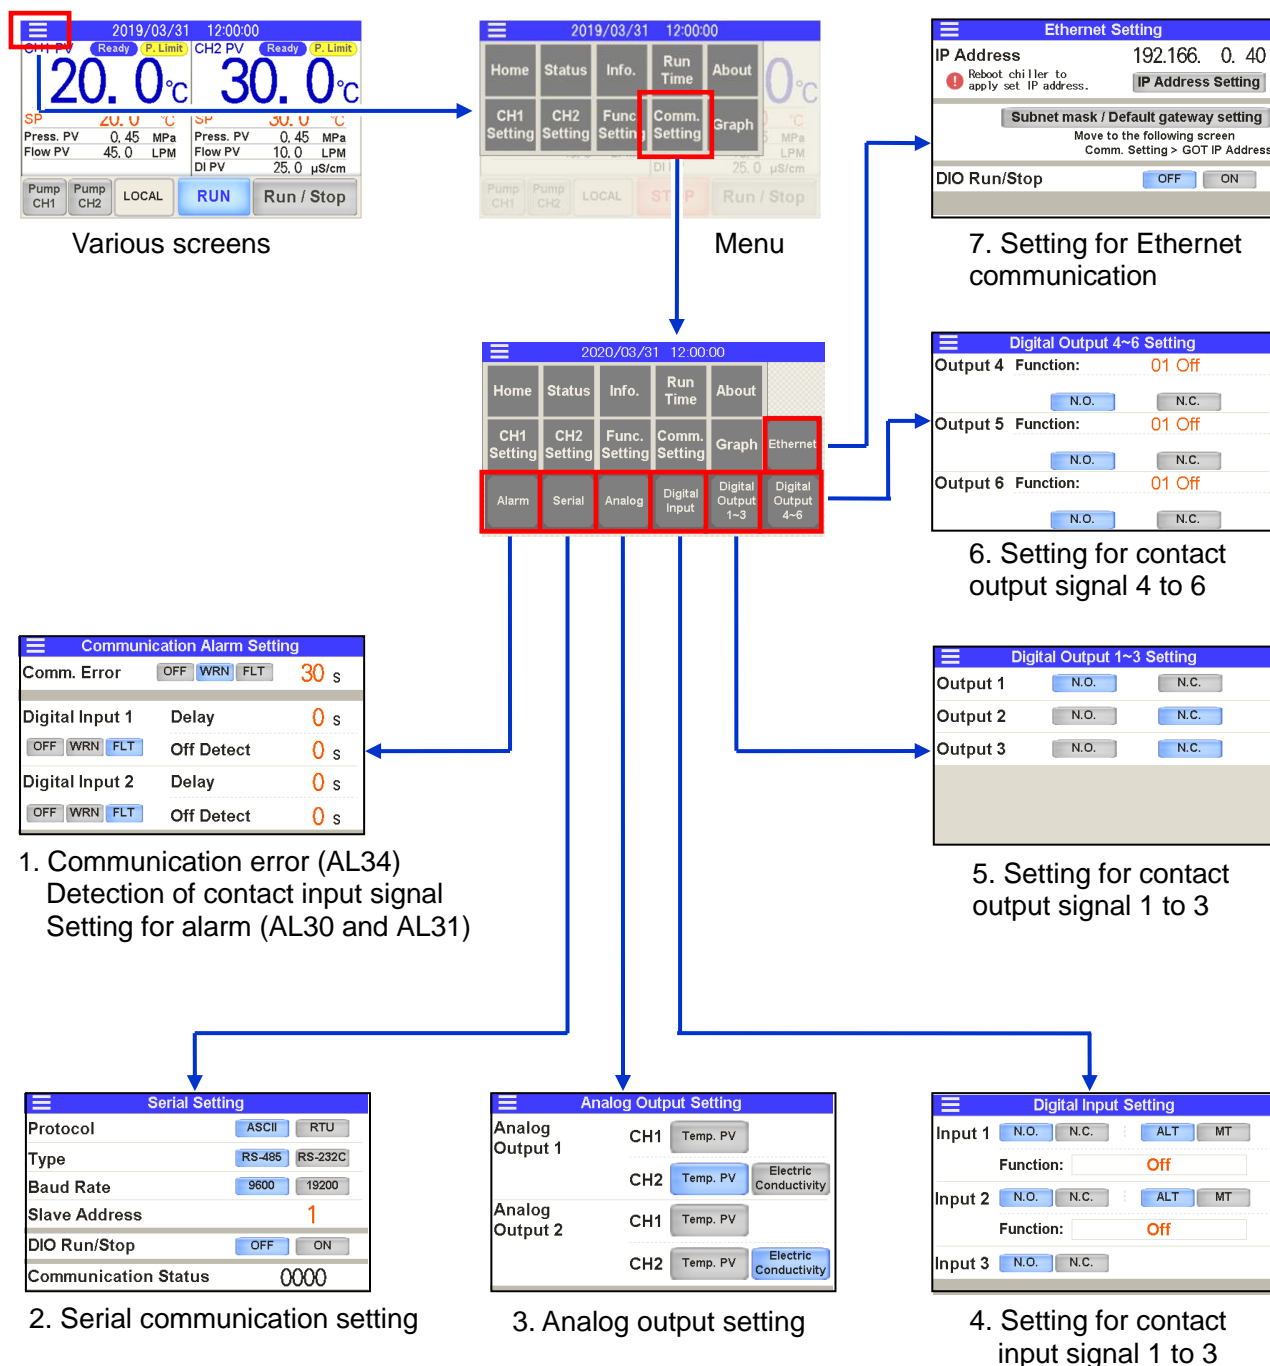 2019/03/31 12:00:00
CH1 PV Ready P. Limit CH2 PV Ready P. Limit
20.0 °C 30.0 °C
SP 20.0 °C SP 30.0 °C
Press. PV 0.45 MPa Press. PV 0.45 MPa
Flow PV 45.0 LPM Flow PV 10.0 LPM
DI PV 25.0 µS/cm
Pump CH1 Pump CH2 LOCAL RUN Run / Stop
Various screens
2019/03/31 12:00:00
Home Status Info. Run Time About
0 °C
CH1 Setting CH2 Setting Func. Setting Comm. Setting Graph
MPa
LPM
DI 25.0 µS/cm
Pump CH1 Pump CH2 LOCAL STOP Run / Stop
Menu
Ethernet Setting
IP Address 192.166. 0. 40
Reboot chiller to
apply set IP address.
IP Address Setting
Subnet mask / Default gateway setting
Move to the following screen
Comm. Setting > GOT IP Address
DIO Run/Stop OFF ON
7. Setting for Ethernet
communication
2020/03/31 12:00:00
Home Status Info. Run Time About
CH1 Setting CH2 Setting Func. Setting Comm. Setting Graph Ethernet
Alarm Serial Analog Digital Input Digital Output 1~3 Digital Output 4~6
Digital Output 4~6 Setting
Output 4 Function: 01 Off
N.O. N.C.
Output 5 Function: 01 Off
N.O. N.C.
Output 6 Function: 01 Off
N.O. N.C.
6. Setting for contact
output signal 4 to 6
Communication Alarm Setting
Comm. Error OFF WRN FLT 30 s
Digital Input 1 Delay 0 s
OFF WRN FLT Off Detect 0 s
Digital Input 2 Delay 0 s
OFF WRN FLT Off Detect 0 s
1. Communication error (AL34)
Detection of contact input signal
Setting for alarm (AL30 and AL31)
Digital Output 1~3 Setting
Output 1 N.O. N.C.
Output 2 N.O. N.C.
Output 3 N.O. N.C.
5. Setting for contact
output signal 1 to 3
Serial Setting
Protocol ASCII RTU
Type RS-485 RS-232C
Baud Rate 9600 19200
Slave Address 1
DIO Run/Stop OFF ON
Communication Status 0000
2. Serial communication setting
Analog Output Setting
Analog Output 1 CH1 Temp. PV
CH2 Temp. PV Electric Conductivity
Analog Output 2 CH1 Temp. PV
CH2 Temp. PV Electric Conductivity
3. Analog output setting
Digital Input Setting
Input 1 N.O. N.C. : ALT MT
Function: Off
Input 2 N.O. N.C. : ALT MT
Function: Off
Input 3 N.O. N.C.
4. Setting for contact
input signal 1 to 3